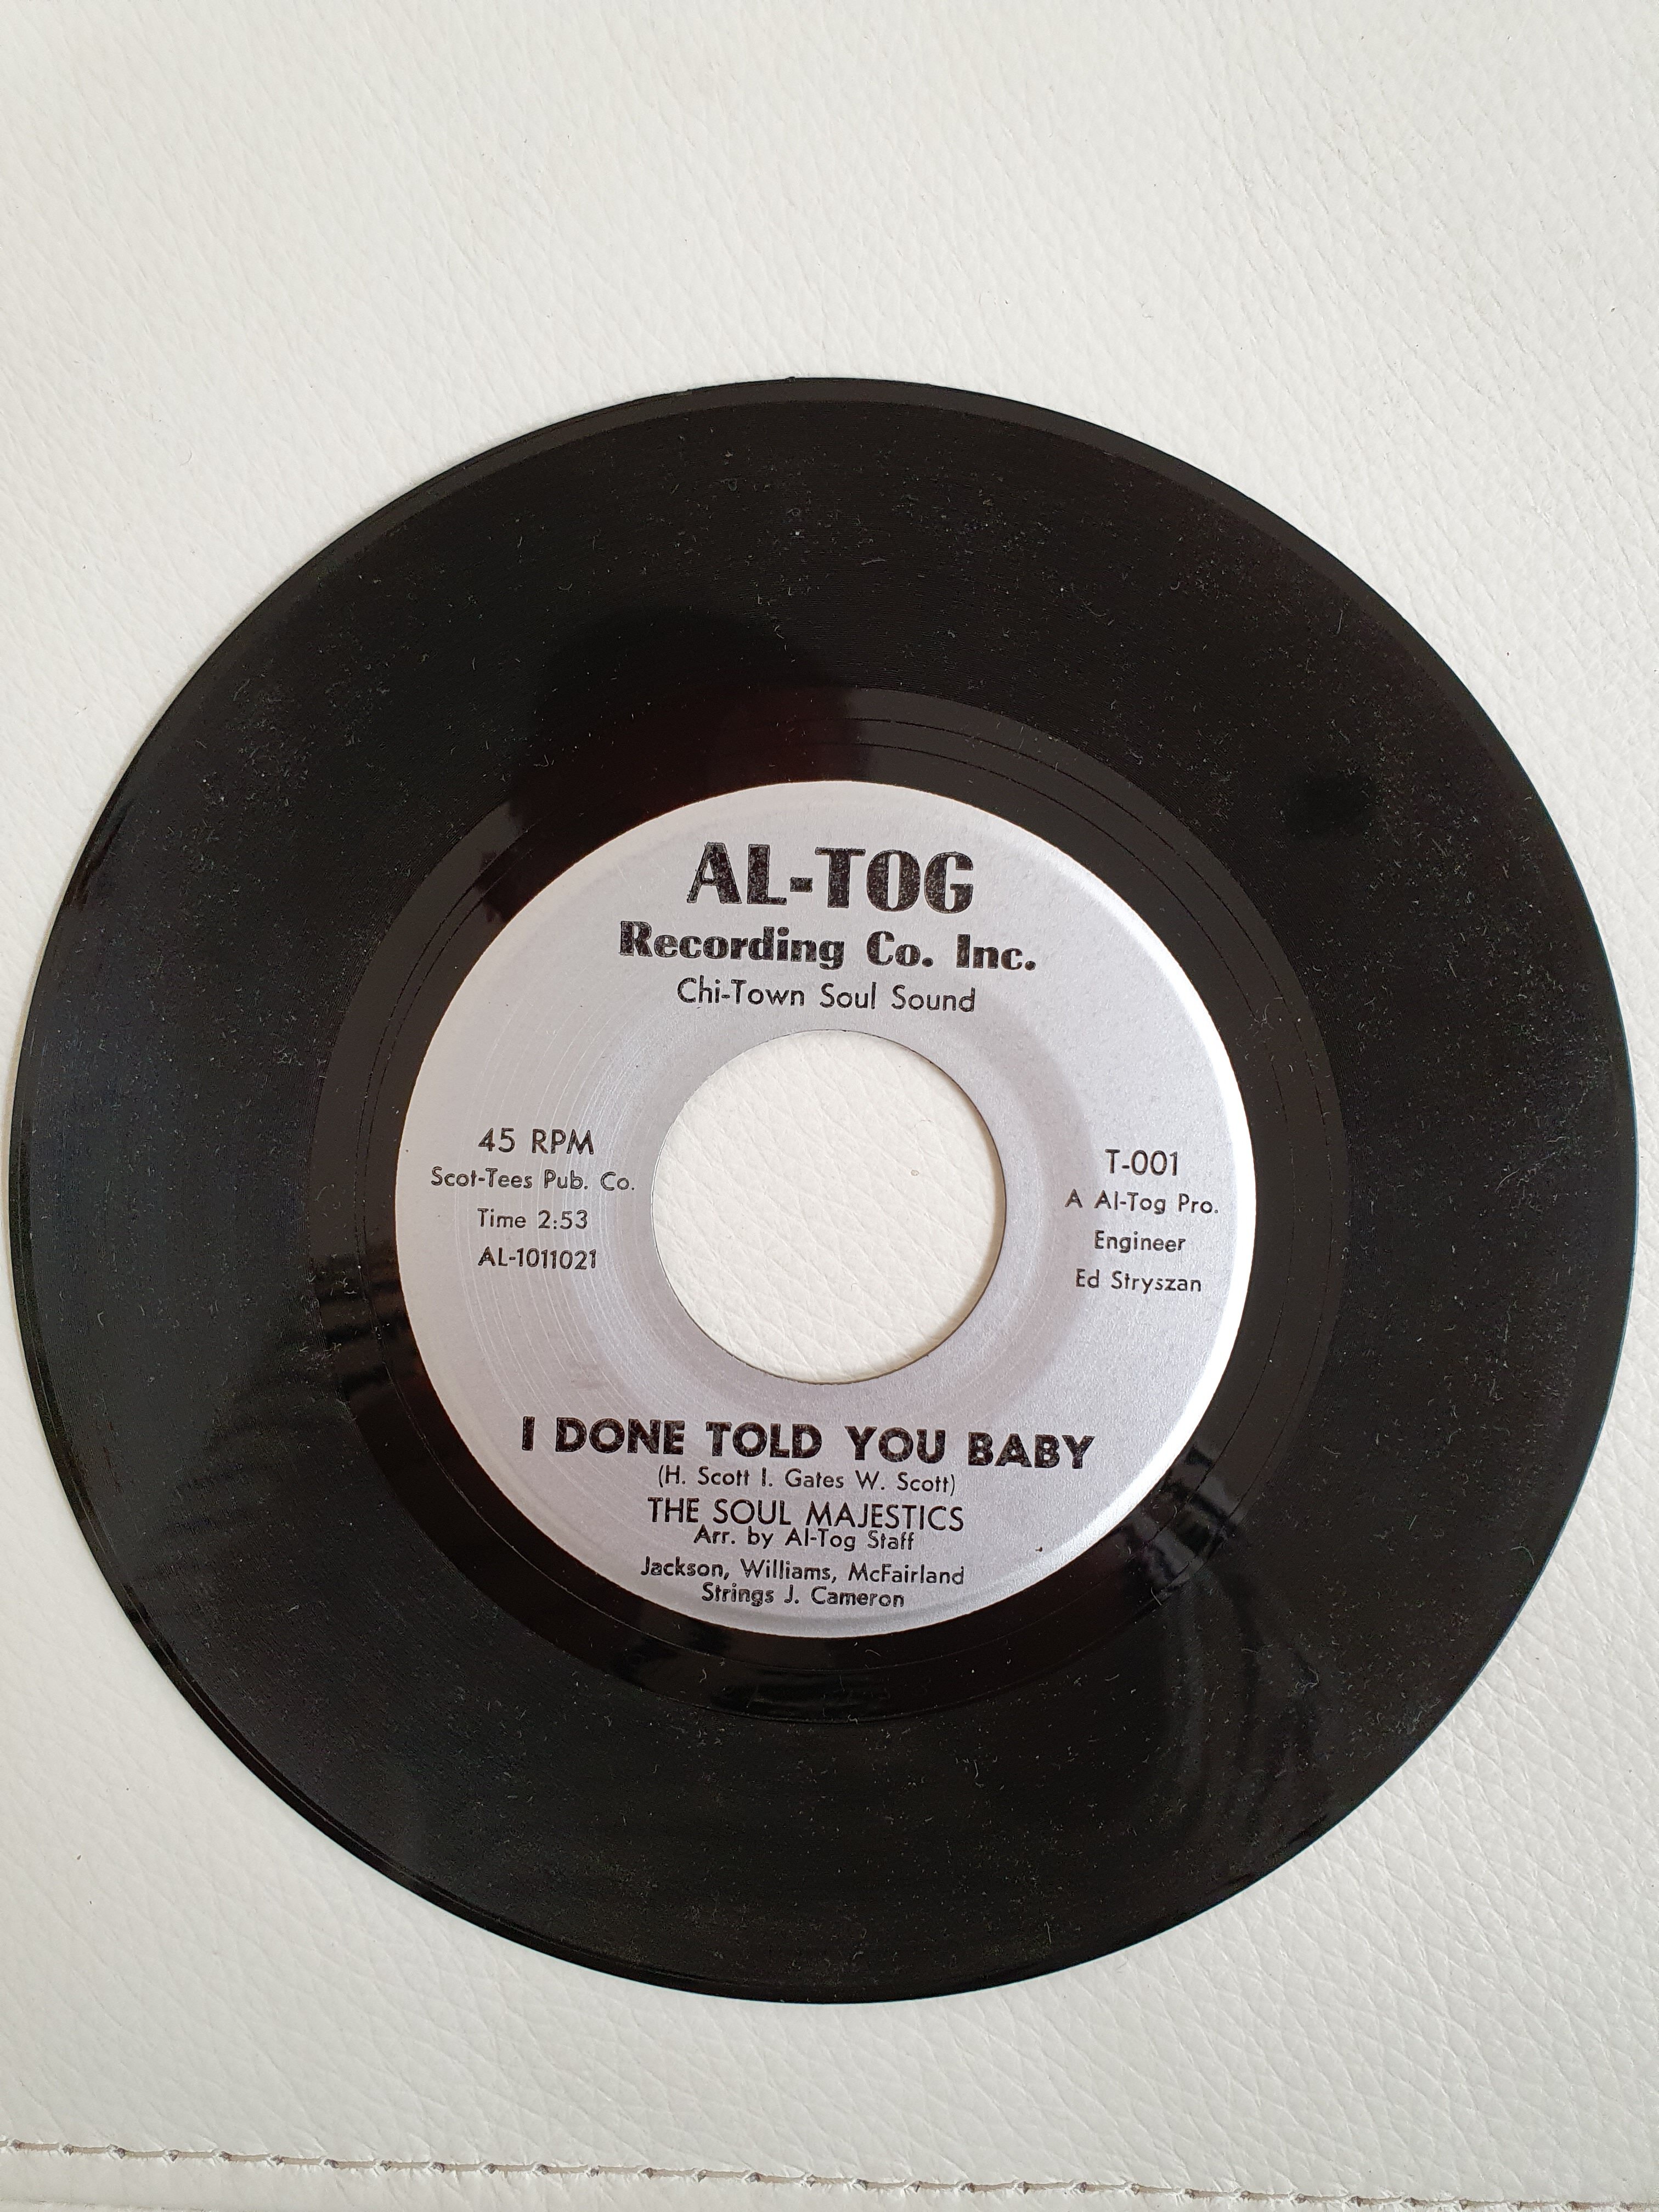 AL-TOG
Recording Co. Inc.
Chi-Town Soul Sound
45 RPM
Scot-Tees Pub. Co.
Time 2:53
AL-1011021
T-001
A Al-Tog Pro.
Engineer
Ed Stryszan
I DONE TOLD YOU BABY
(H. Scott I. Gates W. Scott)
THE SOUL MAJESTICS
Arr. by Al-Tog Staff
Jackson, Williams, McFairland
Strings J. Cameron